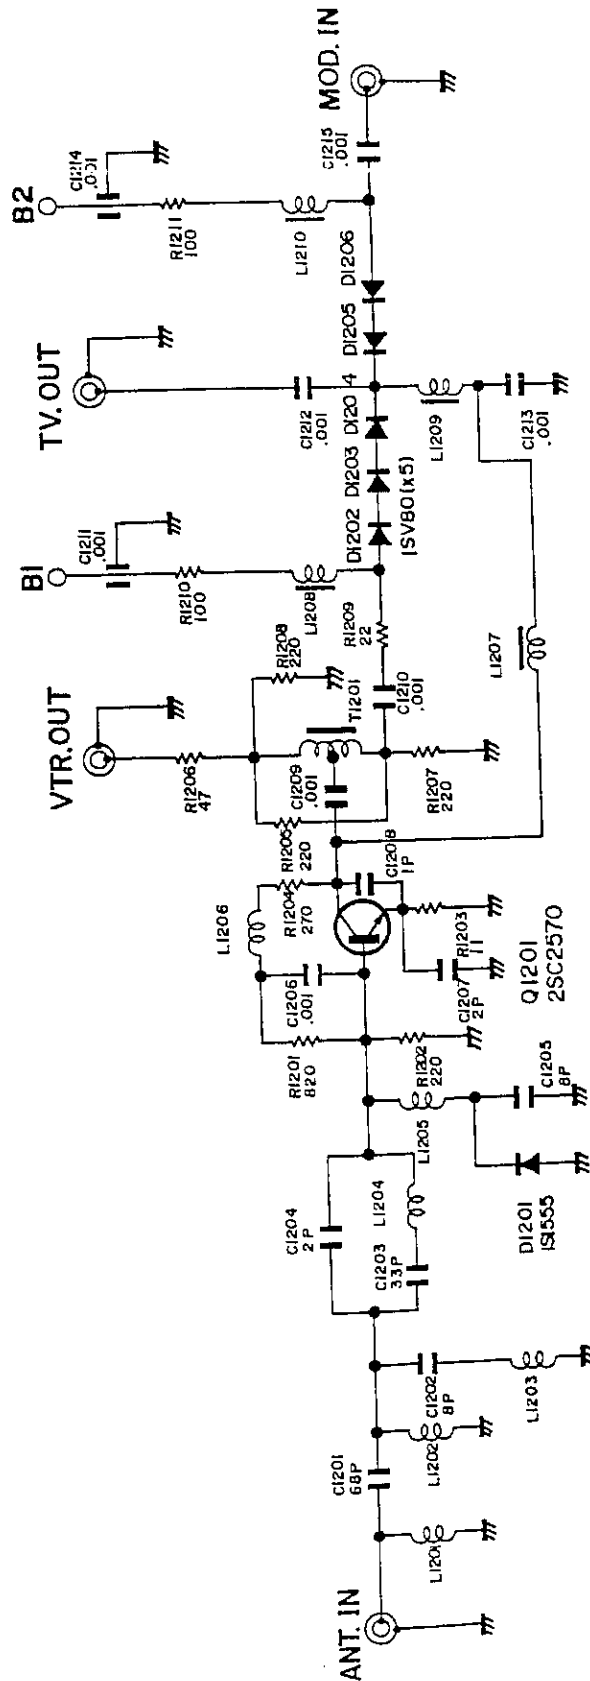 ANT. IN
L1201
C1201
68P
L1202
C1202
8P
L1203
C1204
2P
C1203
33P
L1204
L1205
D1201
1S1555
C1205
8P
R1201
820
R1202
220
C1206
.001
L1206
R1204
270
C1207
2P
R1203
11
Q1201
2SC2570
C1208
1P
R1205
220
C1209
.001
VTR.OUT
R1206
47
R1208
220
T1201
R1207
220
C1210
.001
R1209
22
B1
C1211
.001
R1210
100
L1208
D1202
D1203
D1204
1SV80(x5)
L1207
TV.OUT
C1212
.001
L1209
C1213
.001
D1205
D1206
B2
C1214
.001
R1211
100
L1210
C1215
.001
MOD. IN